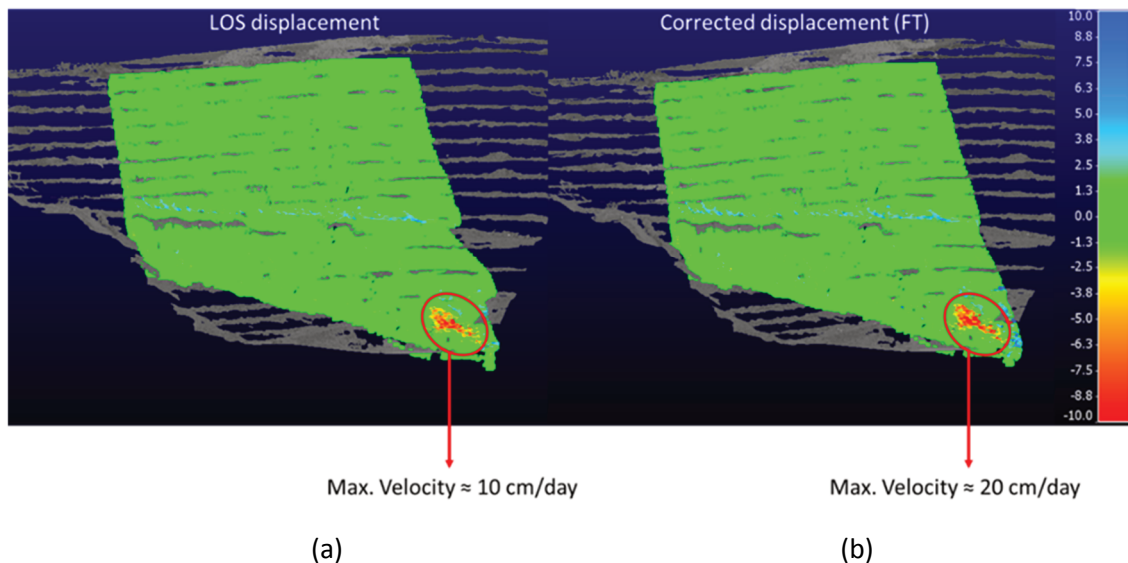 LOS displacement
Corrected displacement (FT)
10.0
8.8
7.5
6.3
5.0
3.8
2.5
1.3
0.0
-1.3
-2.5
-3.8
-5.0
-6.3
-7.5
-8.8
-10.0
Max. Velocity ≈ 10 cm/day
Max. Velocity ≈ 20 cm/day
(a)
(b)